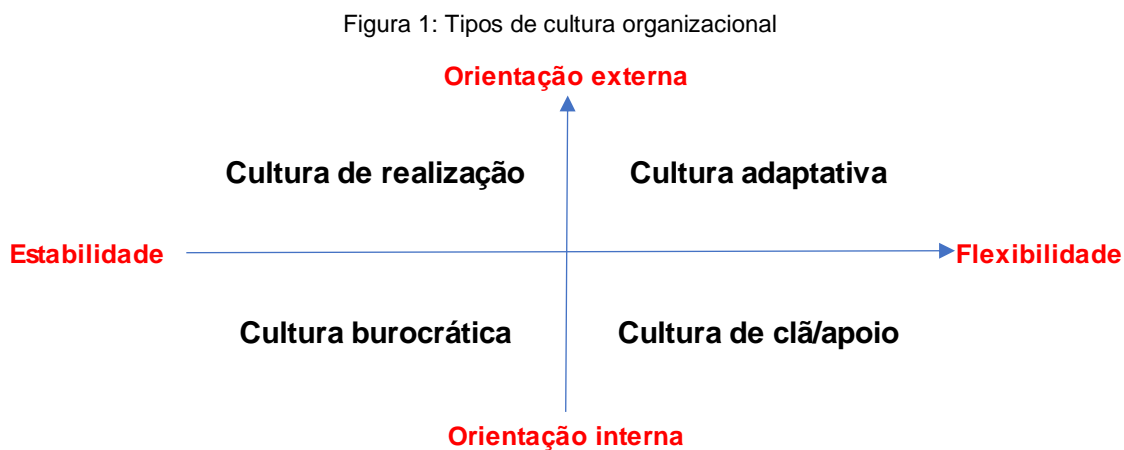 Figura 1: Tipos de cultura organizacional
Orientação externa
Cultura de realização
Cultura adaptativa
Estabilidade
Flexibilidade
Cultura burocrática
Cultura de clã/apoio
Orientação interna